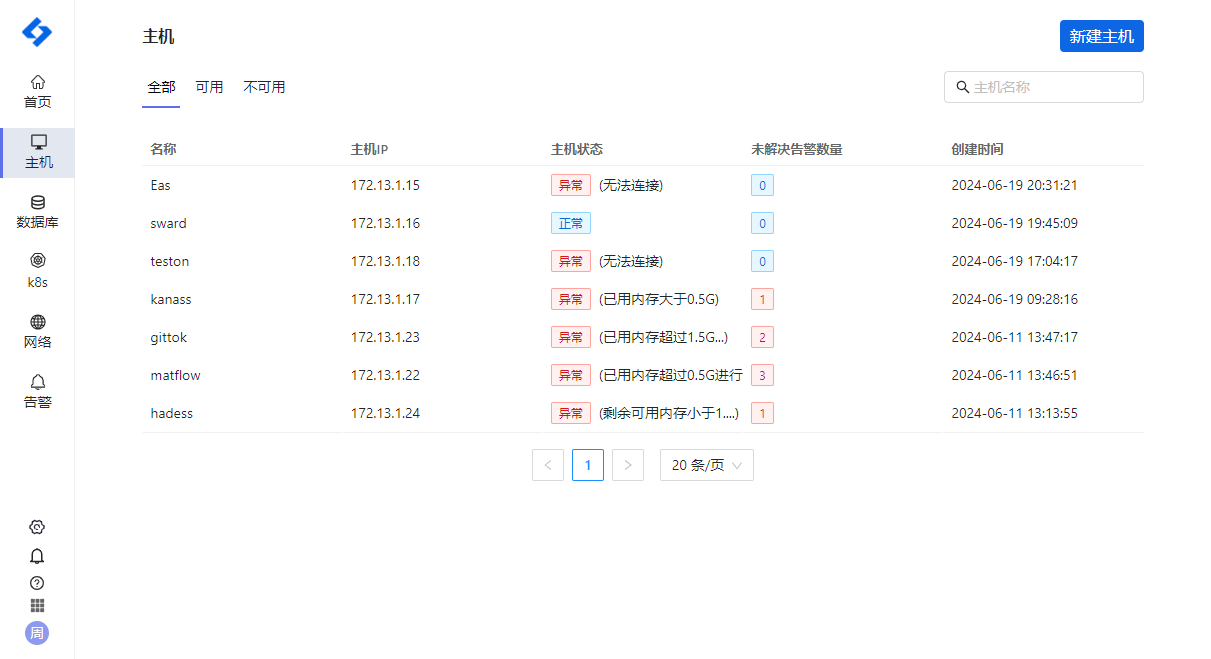 主机
新建主机
首页
全部 可用 不可用
主机名称
主机
名称 主机IP 主机状态 未解决告警数量 创建时间
Eas 172.13.1.15 异常 (无法连接) 0 2024-06-19 20:31:21
数据库
sward 172.13.1.16 正常 0 2024-06-19 19:45:09
teston 172.13.1.18 异常 (无法连接) 0 2024-06-19 17:04:17
k8s
kanass 172.13.1.17 异常 (已用内存大于0.5G) 1 2024-06-19 09:28:16
网络
gittok 172.13.1.23 异常 (已用内存超过1.5G...) 2 2024-06-11 13:47:17
matflow 172.13.1.22 异常 (已用内存超过0.5G进行 3 2024-06-11 13:46:51
告警
hadess 172.13.1.24 异常 (剩余可用内存小于1....) 1 2024-06-11 13:13:55
< 1 > 20 条/页
周